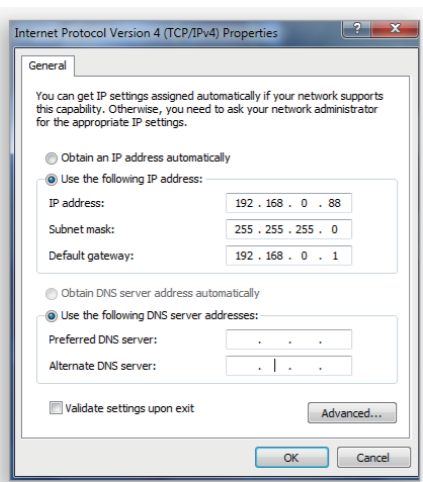 Internet Protocol Version 4 (TCP/IPv4) Properties
?
X
General
You can get IP settings assigned automatically if your network supports
this capability. Otherwise, you need to ask your network administrator
for the appropriate IP settings.
Obtain an IP address automatically
Use the following IP address:
IP address: 192 . 168 . 0 . 88
Subnet mask: 255 . 255 . 255 . 0
Default gateway: 192 . 168 . 0 . 1
Obtain DNS server address automatically
Use the following DNS server addresses:
Preferred DNS server: . . .
Alternate DNS server: . . .
Validate settings upon exit
Advanced...
OK Cancel